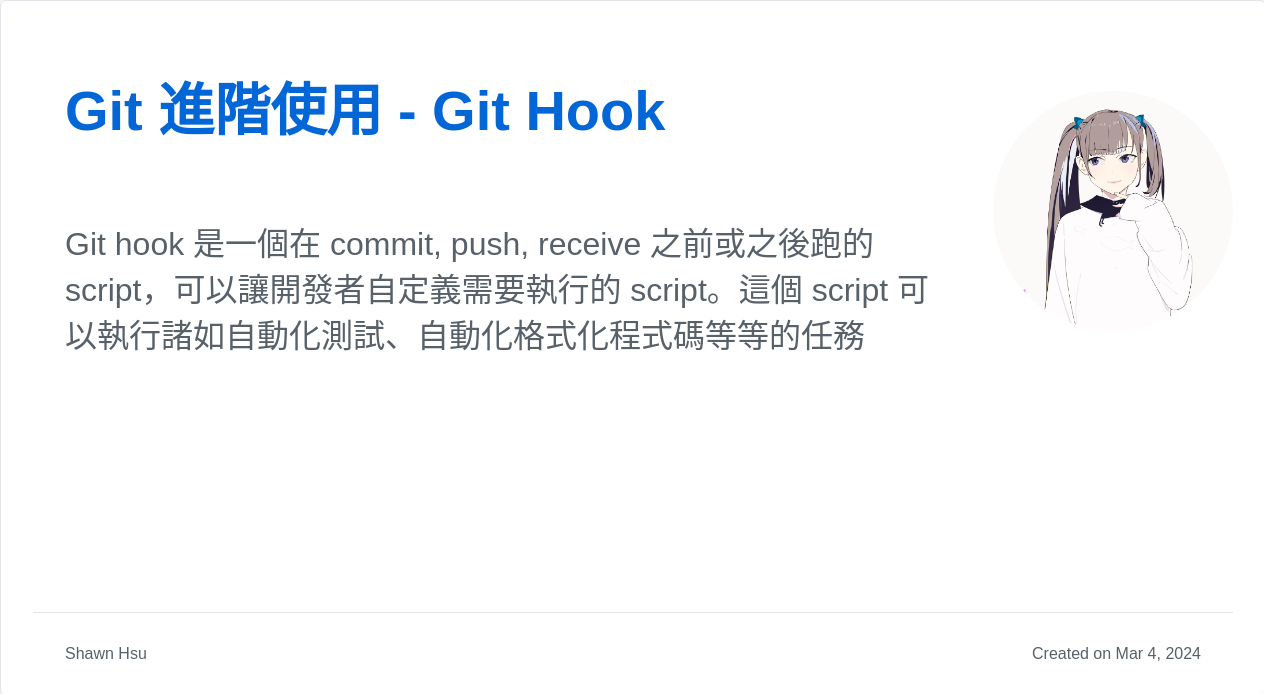 Git 進階使用 - Git Hook
Git hook 是一個在 commit, push, receive 之前或之後跑的
script，可以讓開發者自定義需要執行的 script。這個 script 可
以執行諸如自動化測試、自動化格式化程式碼等等的任務
Shawn Hsu
Created on Mar 4, 2024